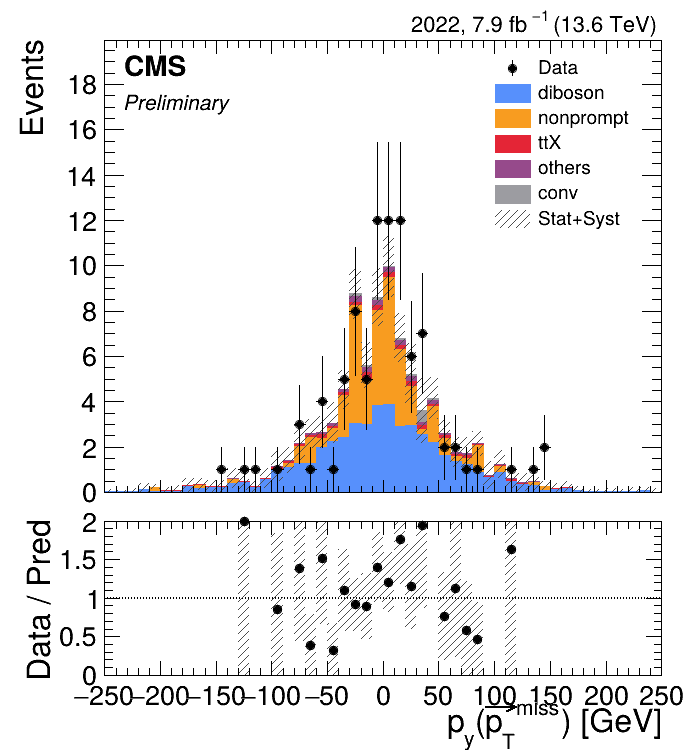 2022, 7.9 fb⁻¹ (13.6 TeV)
CMS
Preliminary
Data
diboson
nonprompt
ttX
others
conv
Stat+Syst
Events
18
16
14
12
10
8
6
4
2
0
Data / Pred
2
1.5
1
0.5
0
−250 −200 −150 −100 −50 0 50 100 150 200 250
p_y(p⃗_T^miss) [GeV]